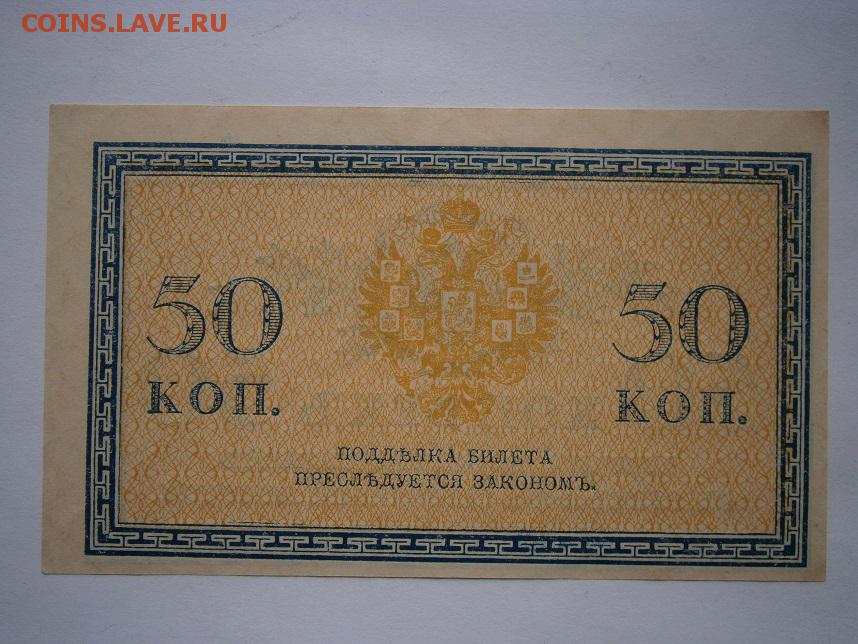 COINS.LAVE.RU
50
КОП.
50
КОП.
ПОДДѢЛКА БИЛЕТА
ПРЕСЛѢДУЕТСЯ ЗАКОНОМЪ.